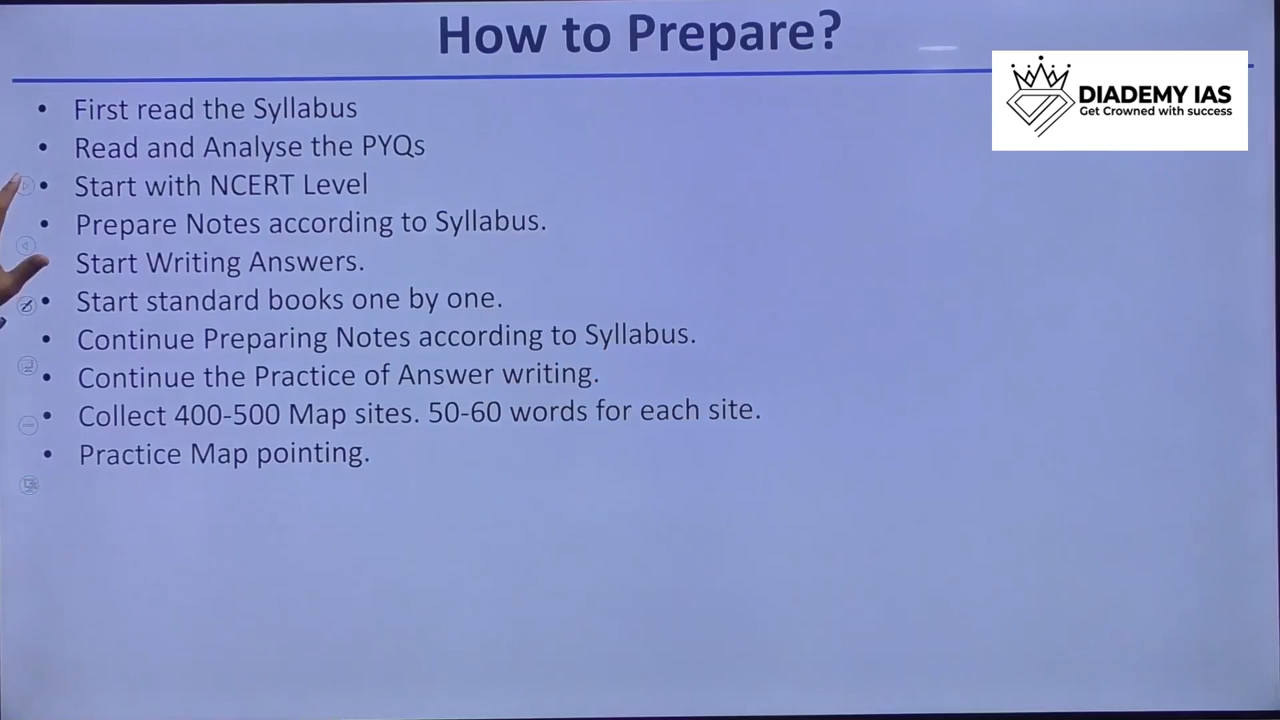 How to Prepare?
DIADEMY IAS
Get Crowned with success
• First read the Syllabus
• Read and Analyse the PYQs
• Start with NCERT Level
• Prepare Notes according to Syllabus.
Start Writing Answers.
• Start standard books one by one.
• Continue Preparing Notes according to Syllabus.
• Continue the Practice of Answer writing.
• Collect 400-500 Map sites. 50-60 words for each site.
• Practice Map pointing.